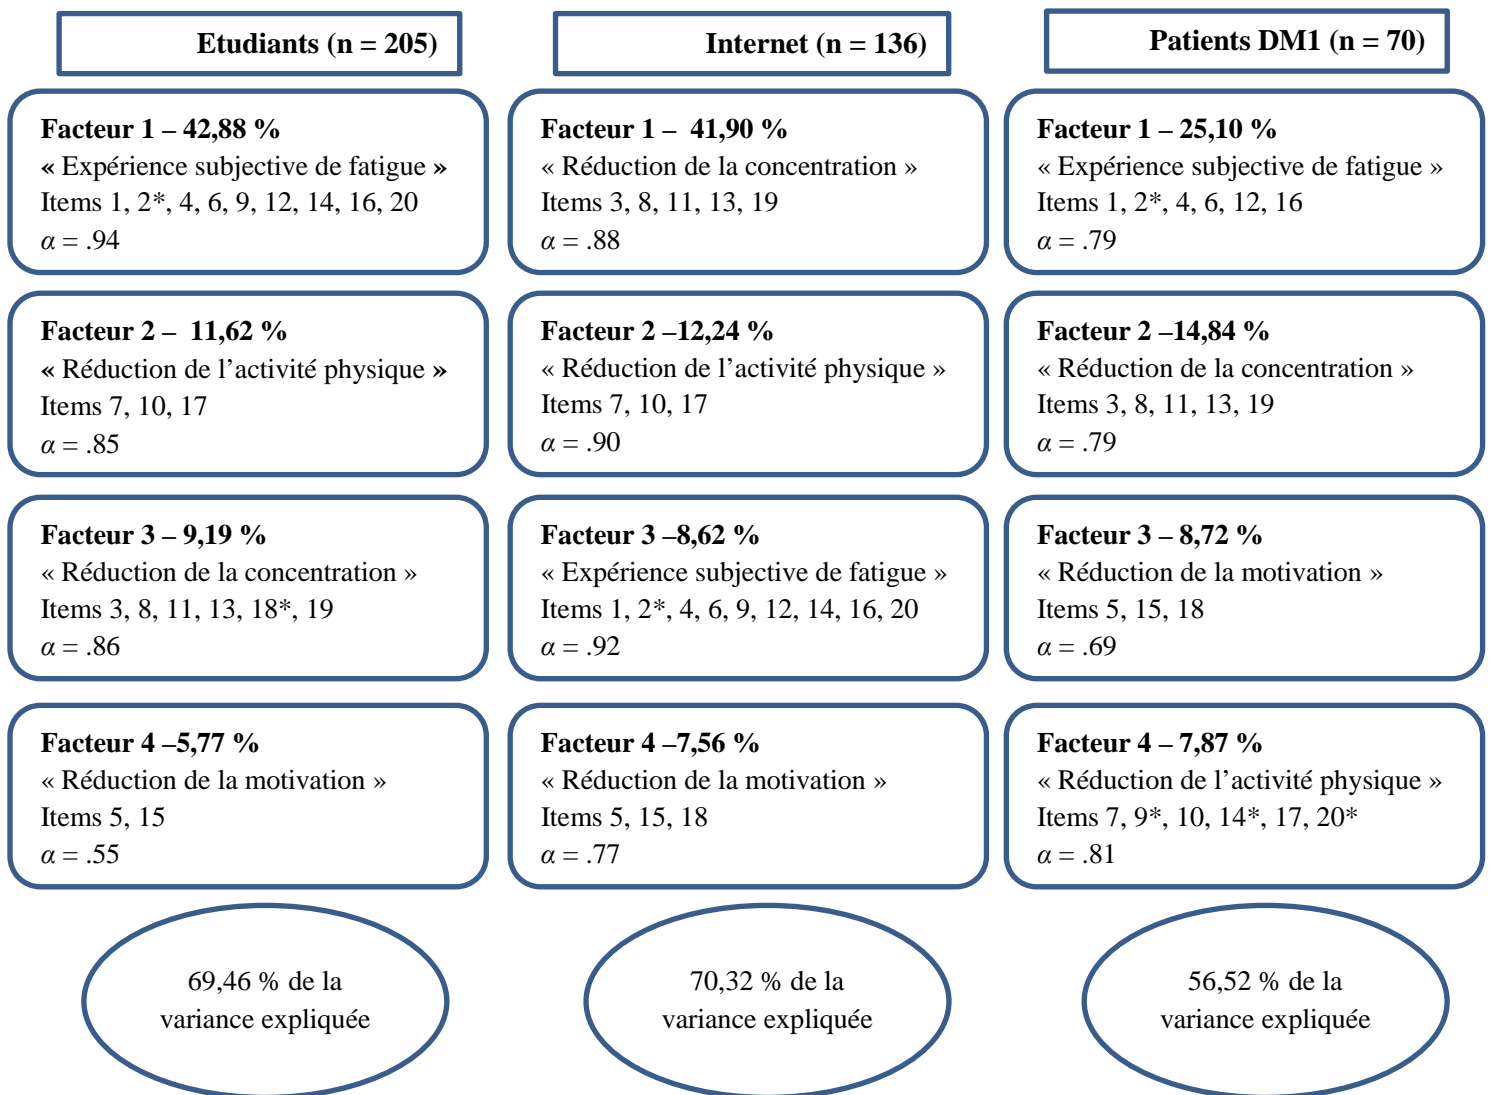 Etudiants (n = 205)
Facteur 1 – 42,88 %
« Expérience subjective de fatigue »
Items 1, 2*, 4, 6, 9, 12, 14, 16, 20
α = .94
Facteur 2 – 11,62 %
« Réduction de l’activité physique »
Items 7, 10, 17
α = .85
Facteur 3 – 9,19 %
« Réduction de la concentration »
Items 3, 8, 11, 13, 18*, 19
α = .86
Facteur 4 –5,77 %
« Réduction de la motivation »
Items 5, 15
α = .55
69,46 % de la
variance expliquée
Internet (n = 136)
Facteur 1 – 41,90 %
« Réduction de la concentration »
Items 3, 8, 11, 13, 19
α = .88
Facteur 2 –12,24 %
« Réduction de l’activité physique »
Items 7, 10, 17
α = .90
Facteur 3 –8,62 %
« Expérience subjective de fatigue »
Items 1, 2*, 4, 6, 9, 12, 14, 16, 20
α = .92
Facteur 4 –7,56 %
« Réduction de la motivation »
Items 5, 15, 18
α = .77
70,32 % de la
variance expliquée
Patients DM1 (n = 70)
Facteur 1 – 25,10 %
« Expérience subjective de fatigue »
Items 1, 2*, 4, 6, 12, 16
α = .79
Facteur 2 –14,84 %
« Réduction de la concentration »
Items 3, 8, 11, 13, 19
α = .79
Facteur 3 – 8,72 %
« Réduction de la motivation »
Items 5, 15, 18
α = .69
Facteur 4 – 7,87 %
« Réduction de l’activité physique »
Items 7, 9*, 10, 14*, 17, 20*
α = .81
56,52 % de la
variance expliquée